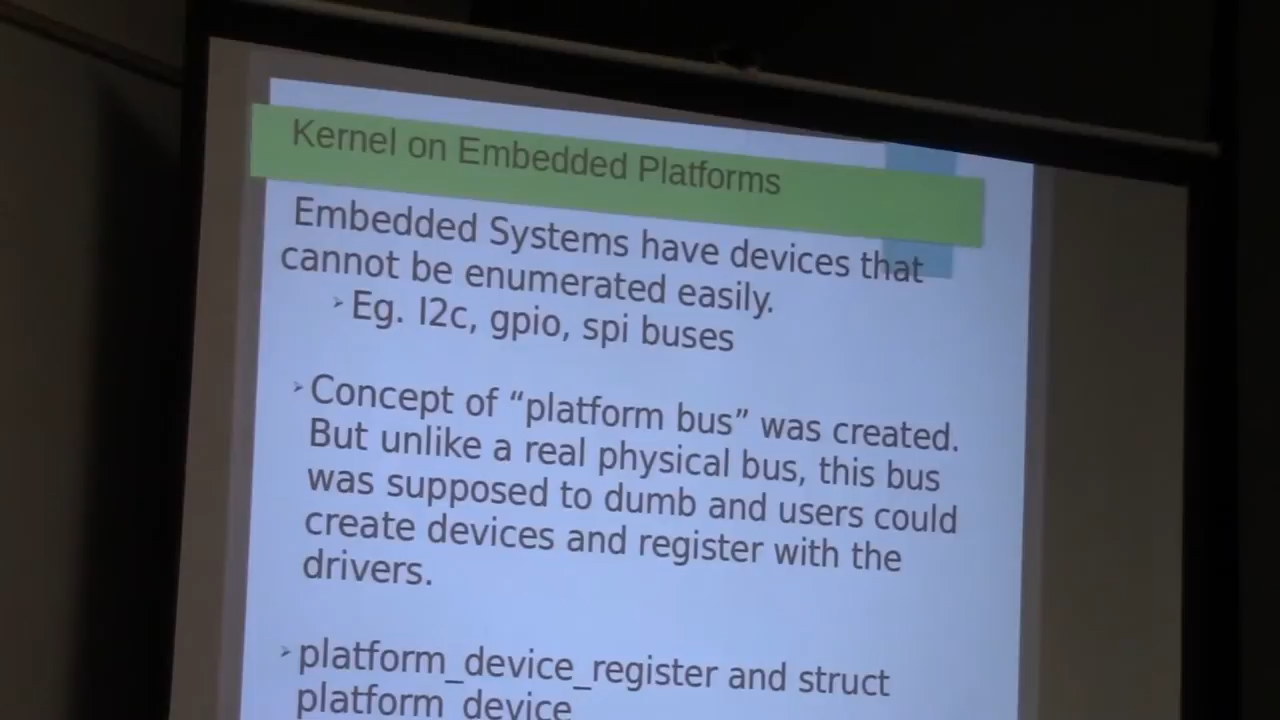 Kernel on Embedded Platforms
Embedded Systems have devices that
cannot be enumerated easily.
➢ Eg. I2c, gpio, spi buses
➢ Concept of “platform bus” was created.
But unlike a real physical bus, this bus
was supposed to dumb and users could
create devices and register with the
drivers.
➢ platform_device_register and struct
platform_device